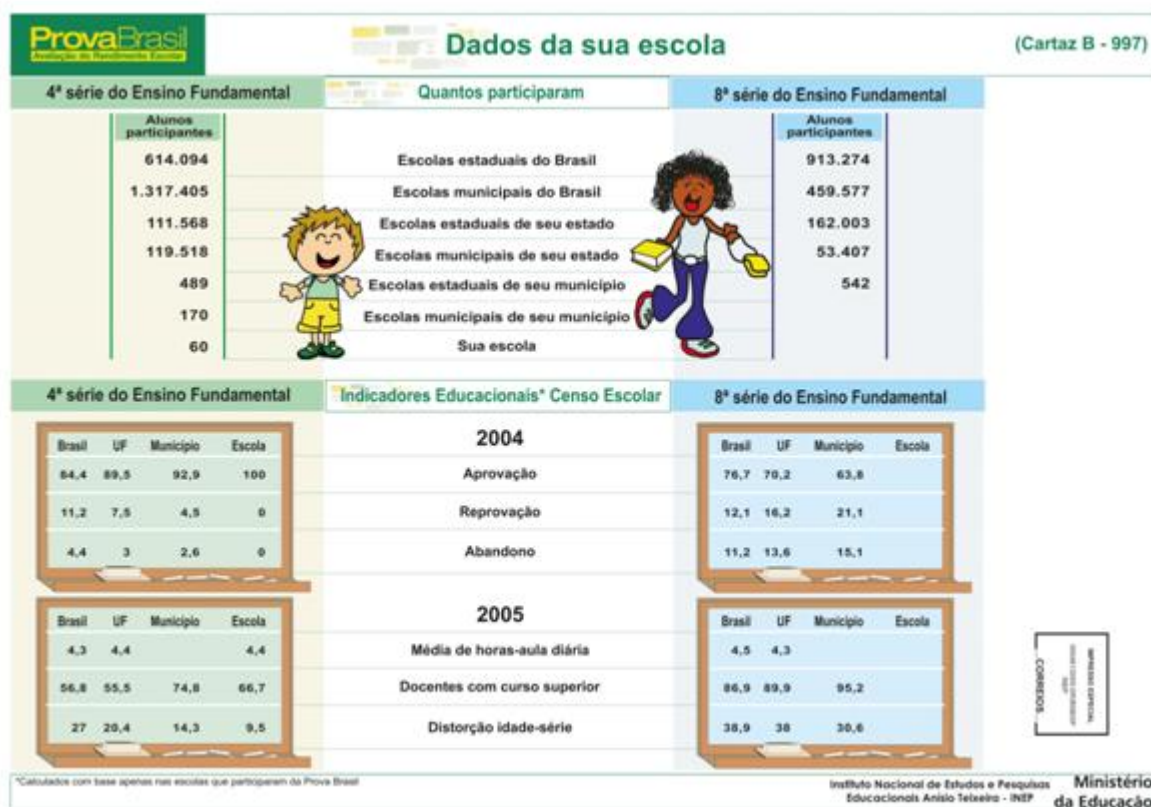 ProvaBrasil
Avaliação do Rendimento Escolar
Dados da sua escola
(Cartaz B - 997)
4ª série do Ensino Fundamental
Quantos participaram
8ª série do Ensino Fundamental
Alunos participantes
Alunos participantes
614.094 Escolas estaduais do Brasil 913.274
1.317.405 Escolas municipais do Brasil 459.577
111.568 Escolas estaduais de seu estado 162.003
119.518 Escolas municipais de seu estado 53.407
489 Escolas estaduais de seu município 542
170 Escolas municipais de seu município
60 Sua escola
4ª série do Ensino Fundamental
Indicadores Educacionais* Censo Escolar
8ª série do Ensino Fundamental
2004
Brasil UF Município Escola
Brasil UF Município Escola
84,4 89,5 92,9 100 Aprovação 76,7 70,2 63,8
11,2 7,5 4,5 0 Reprovação 12,1 16,2 21,1
4,4 3 2,6 0 Abandono 11,2 13,6 15,1
2005
Brasil UF Município Escola
Brasil UF Município Escola
4,3 4,4 4,4 Média de horas-aula diária 4,5 4,3
56,8 55,5 74,8 66,7 Docentes com curso superior 86,9 89,9 95,2
27 20,4 14,3 9,5 Distorção idade-série 38,9 38 30,6
IMPRESSO ESPECIAL
INEP
CORREIOS
*Calculados com base apenas nas escolas que participaram da Prova Brasil
Instituto Nacional de Estudos e Pesquisas
Educacionais Anísio Teixeira - INEP
Ministério
da Educação